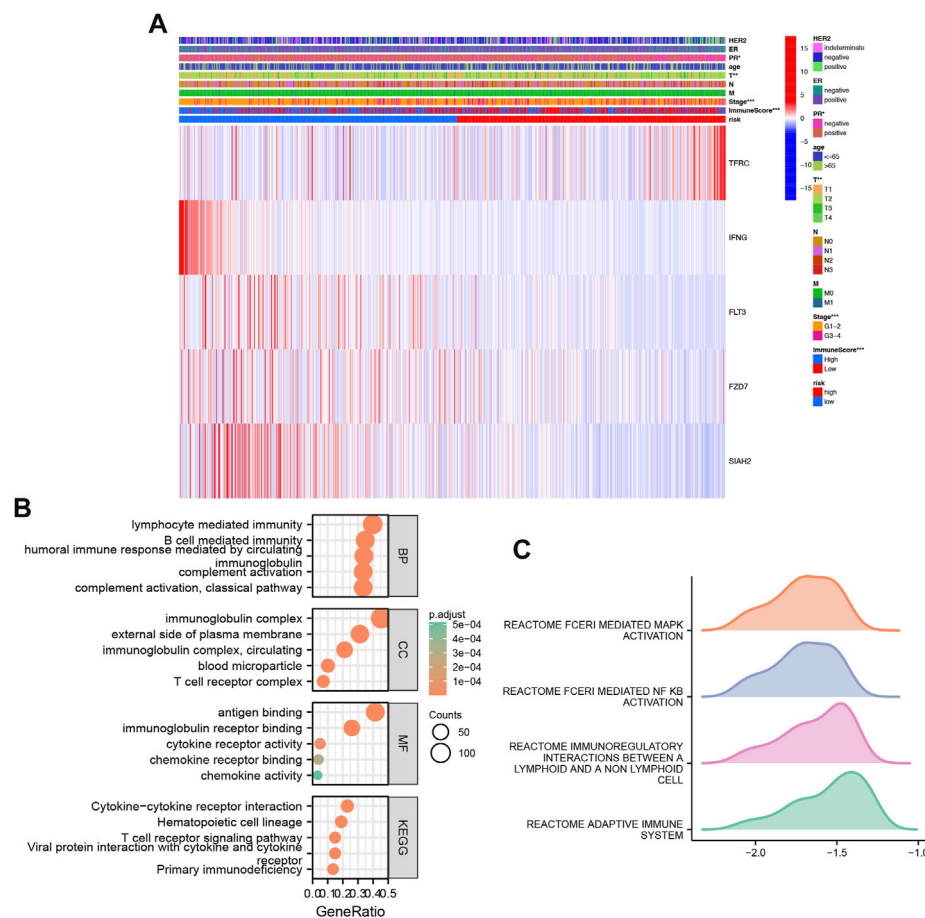 A
HER2
ER
PR*
age
T**
N
M
Stage***
ImmuneScore***
risk
TFRC
IFNG
FLT3
FZD7
SIAH2
15
10
5
0
−5
−10
−15
HER2
indeterminate
negative
positive
ER
negative
positive
PR*
negative
positive
age
<=65
>65
T**
T1
T2
T3
T4
N
N0
N1
N2
N3
M
M0
M1
Stage***
G1-2
G3-4
ImmuneScore***
High
Low
risk
high
low
B
lymphocyte mediated immunity
B cell mediated immunity
humoral immune response mediated by circulating
immunoglobulin
complement activation
complement activation, classical pathway
BP
immunoglobulin complex
external side of plasma membrane
immunoglobulin complex, circulating
blood microparticle
T cell receptor complex
CC
antigen binding
immunoglobulin receptor binding
cytokine receptor activity
chemokine receptor binding
chemokine activity
MF
Cytokine−cytokine receptor interaction
Hematopoietic cell lineage
T cell receptor signaling pathway
Viral protein interaction with cytokine and cytokine
receptor
Primary immunodeficiency
KEGG
0.0 0.1 0.2 0.3 0.4 0.5
GeneRatio
p.adjust
5e−04
4e−04
3e−04
2e−04
1e−04
Counts
50
100
C
REACTOME FCERI MEDIATED MAPK
ACTIVATION
REACTOME FCERI MEDIATED NF KB
ACTIVATION
REACTOME IMMUNOREGULATORY
INTERACTIONS BETWEEN A
LYMPHOID AND A NON LYMPHOID
CELL
REACTOME ADAPTIVE IMMUNE
SYSTEM
−2.0
−1.5
−1.0